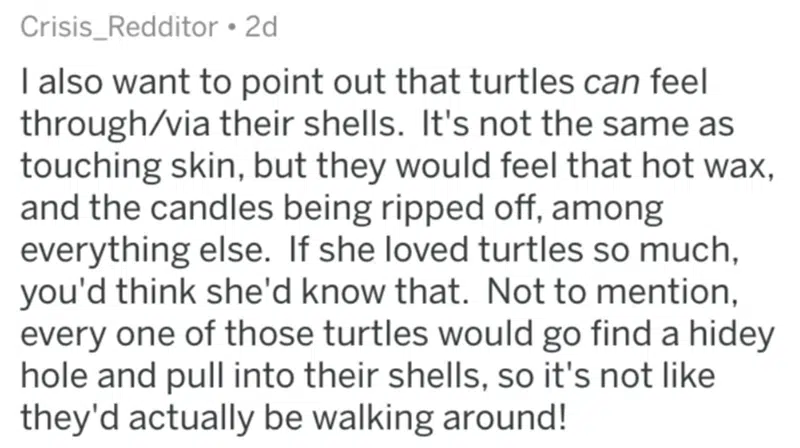 Crisis_Redditor • 2d
I also want to point out that turtles can feel
through/via their shells. It's not the same as
touching skin, but they would feel that hot wax,
and the candles being ripped off, among
everything else. If she loved turtles so much,
you'd think she'd know that. Not to mention,
every one of those turtles would go find a hidey
hole and pull into their shells, so it's not like
they'd actually be walking around!